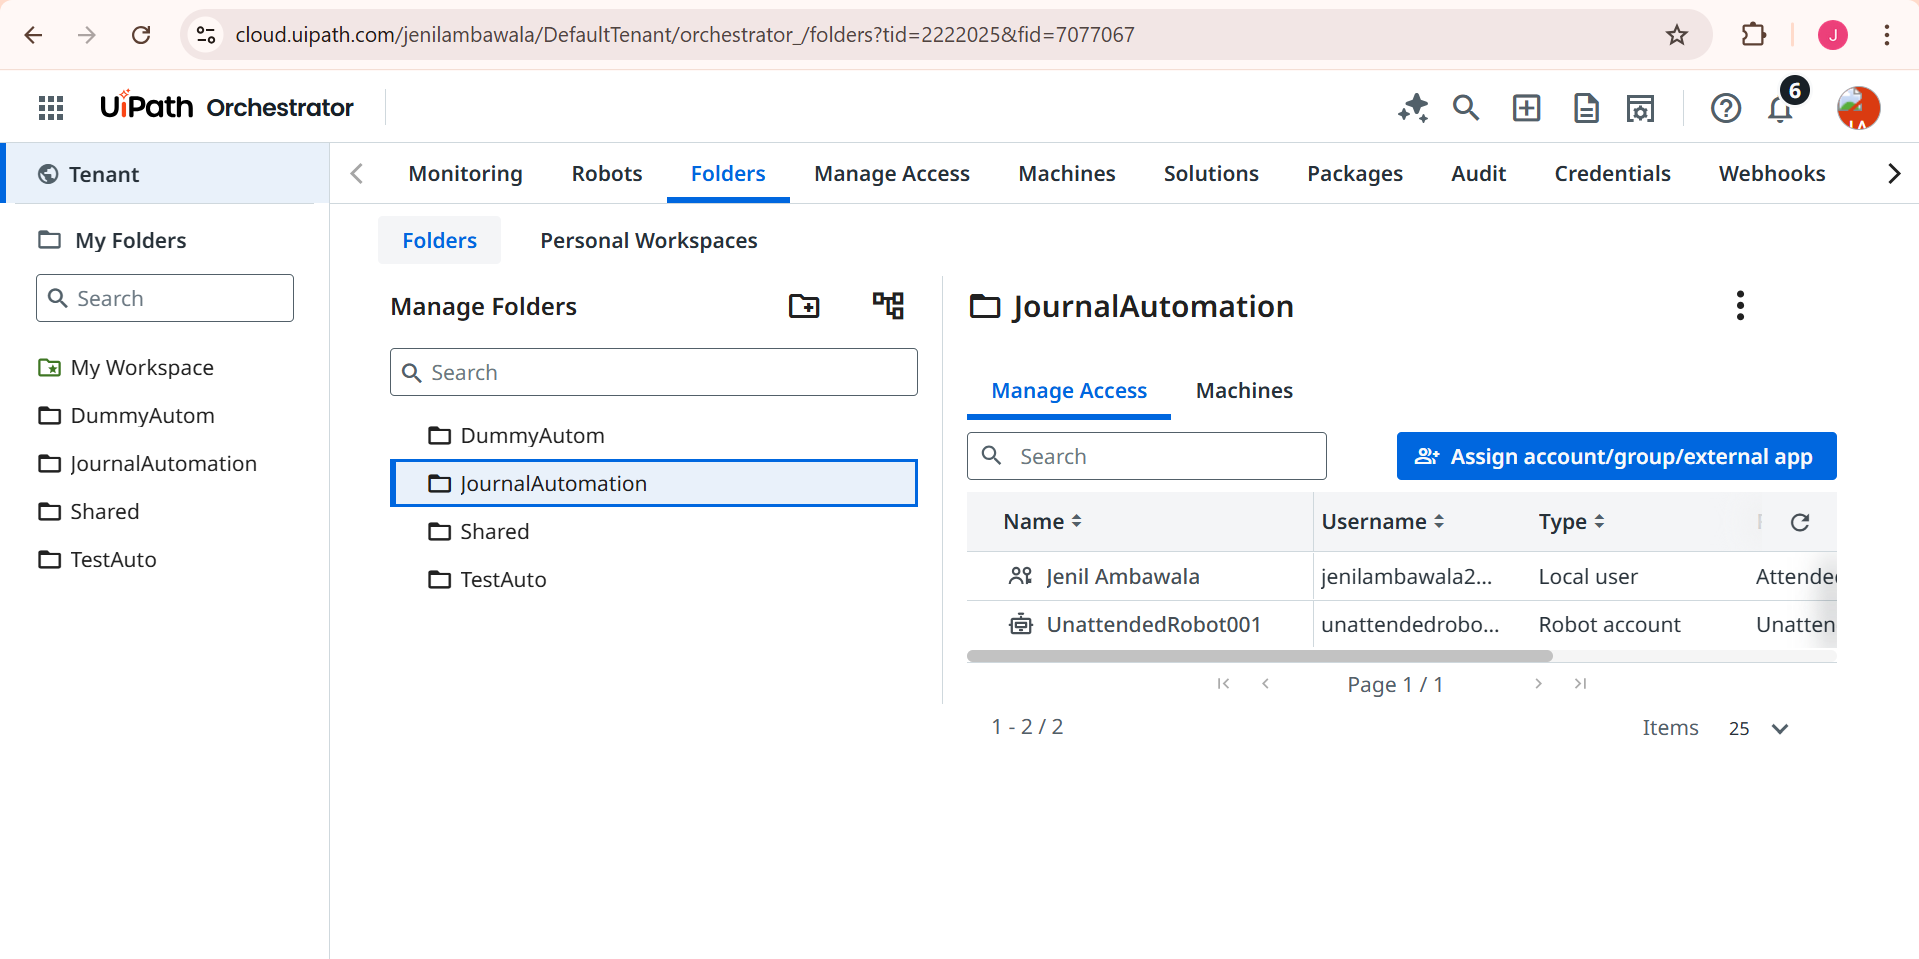 cloud.uipath.com/jenilambawala/DefaultTenant/orchestrator_/folders?tid=2222025&fid=7077067
J
UiPath Orchestrator
6
Tenant
Monitoring Robots Folders Manage Access Machines Solutions Packages Audit Credentials Webhooks
My Folders
Search
My Workspace
DummyAutom
JournalAutomation
Shared
TestAuto
Folders Personal Workspaces
Manage Folders
Search
DummyAutom
JournalAutomation
Shared
TestAuto
JournalAutomation
Manage Access Machines
Search
Assign account/group/external app
Name Username Type
Jenil Ambawala jenilambawala2... Local user Attended
UnattendedRobot001 unattendedrobo... Robot account Unatten
Page 1 / 1
1 - 2 / 2
Items 25